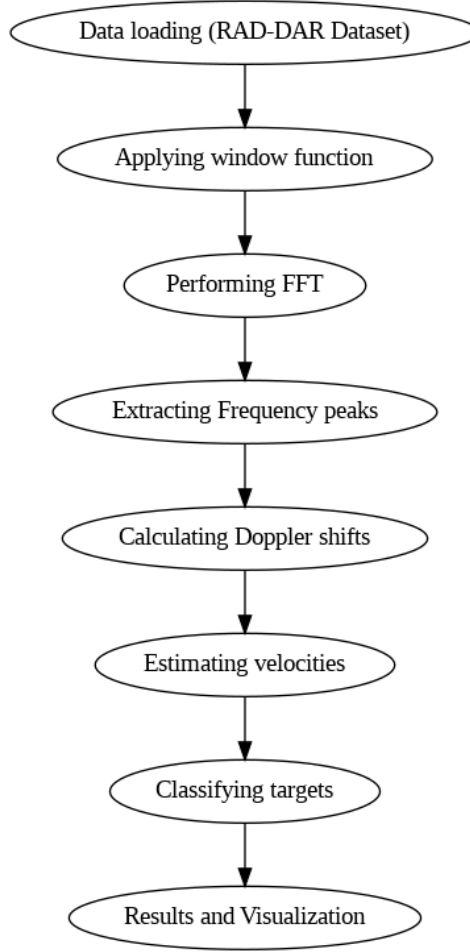 Data loading (RAD-DAR Dataset)
Applying window function
Performing FFT
Extracting Frequency peaks
Calculating Doppler shifts
Estimating velocities
Classifying targets
Results and Visualization